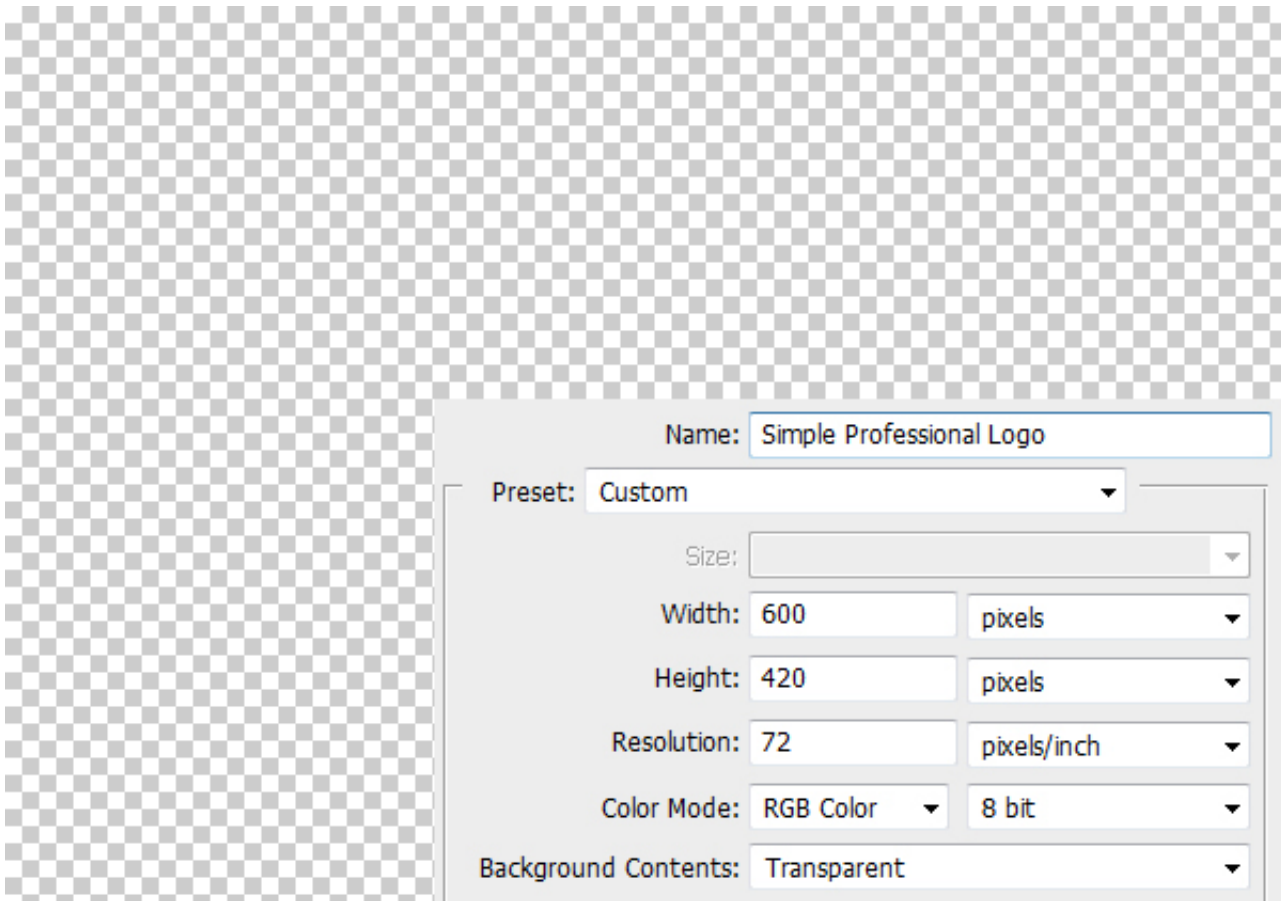 Name: Simple Professional Logo
Preset: Custom
Size:
Width: 600 pixels
Height: 420 pixels
Resolution: 72 pixels/inch
Color Mode: RGB Color 8 bit
Background Contents: Transparent